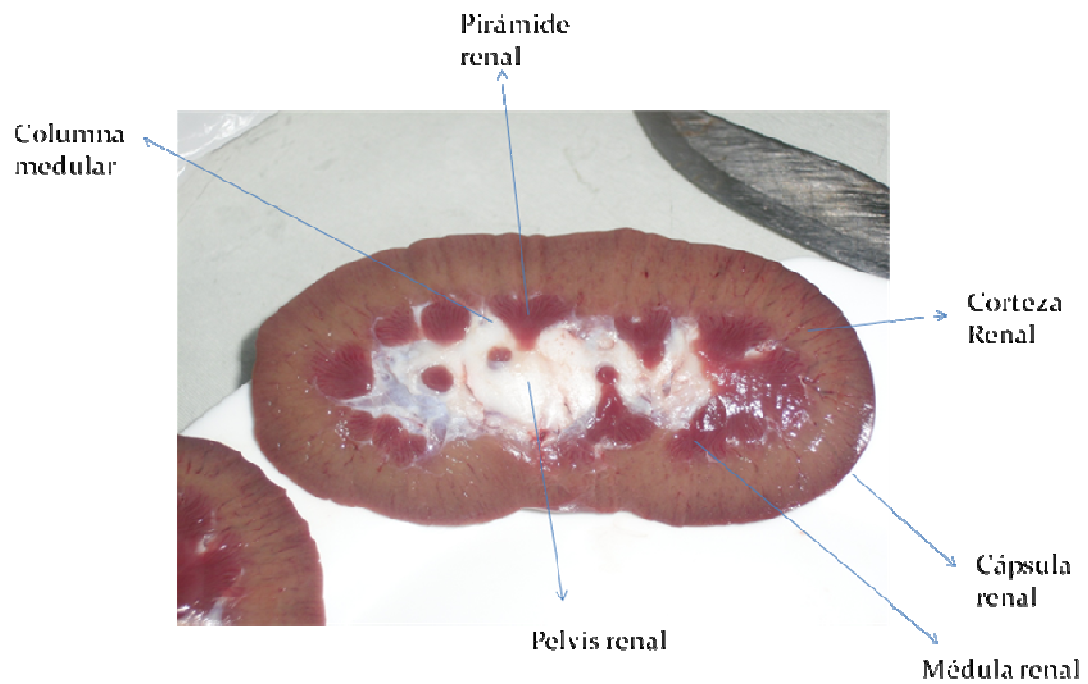 Pirámide
renal
Columna
medular
Corteza
Renal
Cápsula
renal
Pelvis renal
Médula renal